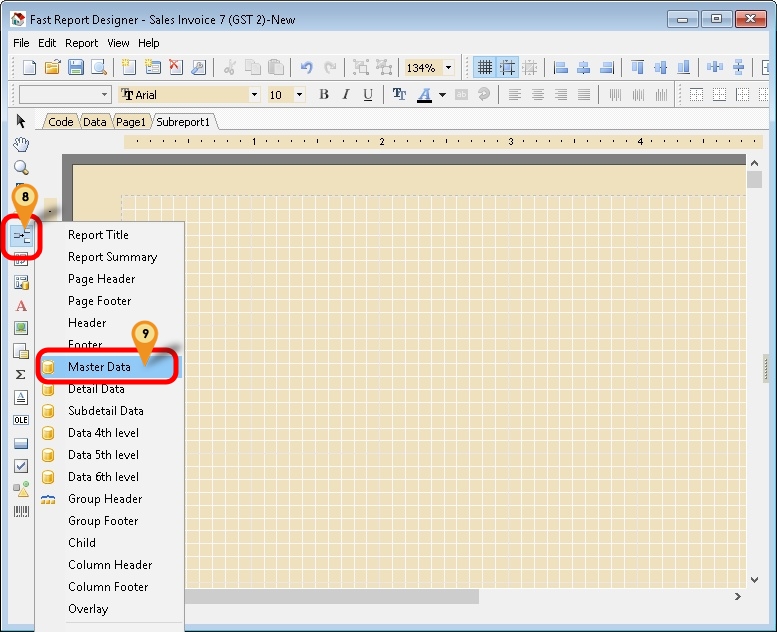 Fast Report Designer - Sales Invoice 7 (GST 2)-New
File Edit Report View Help
134%
Arial 10 B I U
Code Data Page1 Subreport1
1 2 3 4
8
Report Title
Report Summary
Page Header
Page Footer
Header
Footer
9
Master Data
Detail Data
Subdetail Data
Data 4th level
Data 5th level
Data 6th level
Group Header
Group Footer
Child
Column Header
Column Footer
Overlay
A
Σ
A
OLE